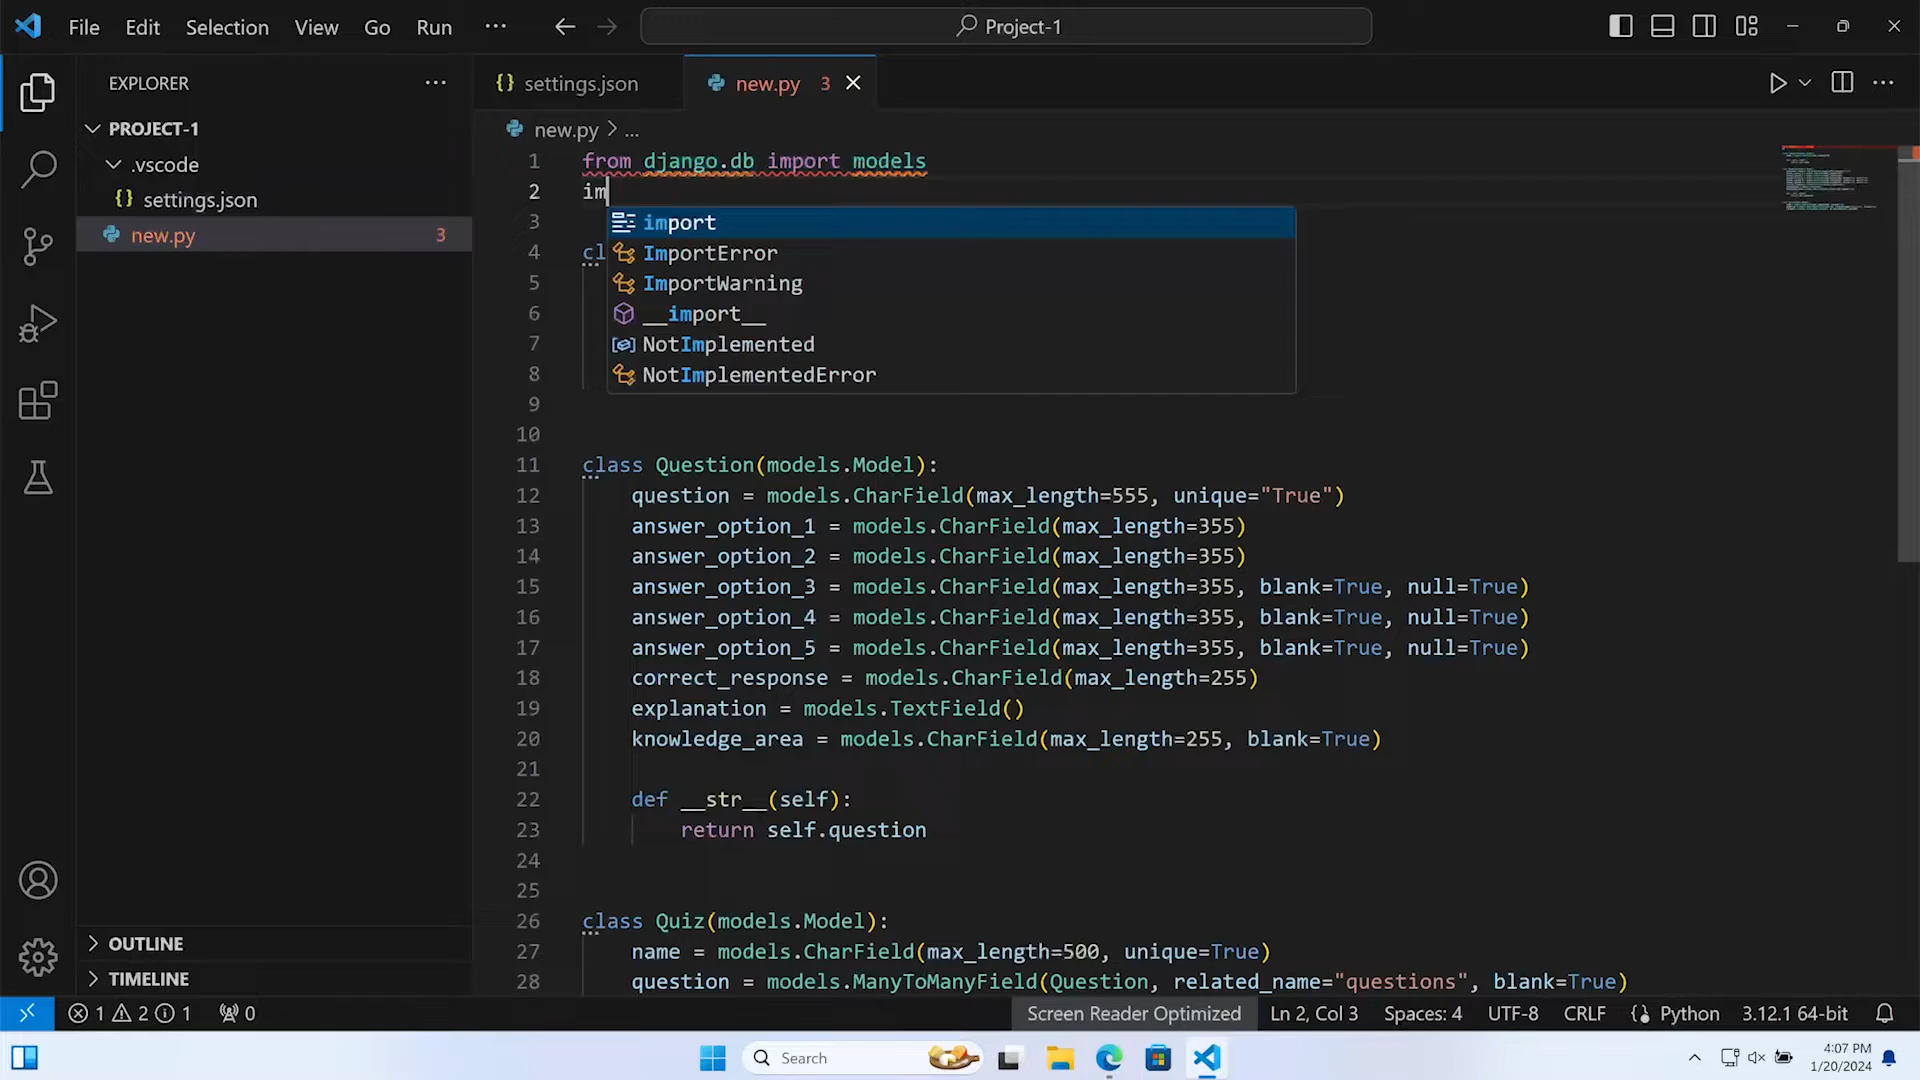 File Edit Selection View Go Run ··· Project-1
EXPLORER ···
PROJECT-1
.vscode
{} settings.json
new.py 3
OUTLINE
TIMELINE
{} settings.json
new.py 3
new.py > ...
1 from django.db import models
2 im
3
4 cl
5
6
7
8
9
10
11 class Question(models.Model):
12 question = models.CharField(max_length=555, unique="True")
13 answer_option_1 = models.CharField(max_length=355)
14 answer_option_2 = models.CharField(max_length=355)
15 answer_option_3 = models.CharField(max_length=355, blank=True, null=True)
16 answer_option_4 = models.CharField(max_length=355, blank=True, null=True)
17 answer_option_5 = models.CharField(max_length=355, blank=True, null=True)
18 correct_response = models.CharField(max_length=255)
19 explanation = models.TextField()
20 knowledge_area = models.CharField(max_length=255, blank=True)
21
22 def __str__(self):
23 return self.question
24
25
26 class Quiz(models.Model):
27 name = models.CharField(max_length=500, unique=True)
28 question = models.ManyToManyField(Question, related_name="questions", blank=True)
import
ImportError
ImportWarning
__import__
NotImplemented
NotImplementedError
1 2 1 0
Screen Reader Optimized Ln 2, Col 3 Spaces: 4 UTF-8 CRLF {} Python 3.12.1 64-bit
Search
4:07 PM
1/20/2024